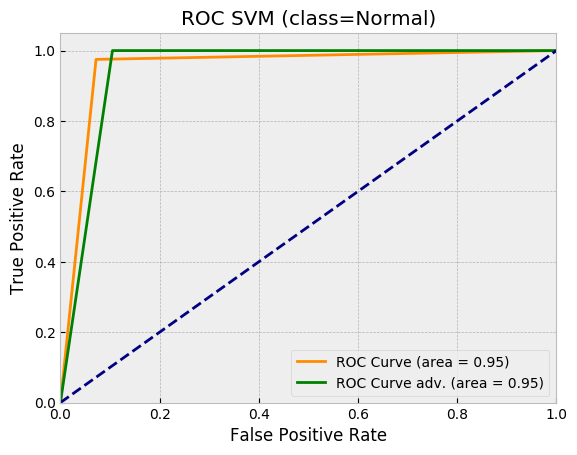 ROC SVM (class=Normal)
True Positive Rate
1.0
0.8
0.6
0.4
0.2
0.0
0.0 0.2 0.4 0.6 0.8 1.0
False Positive Rate
ROC Curve (area = 0.95)
ROC Curve adv. (area = 0.95)